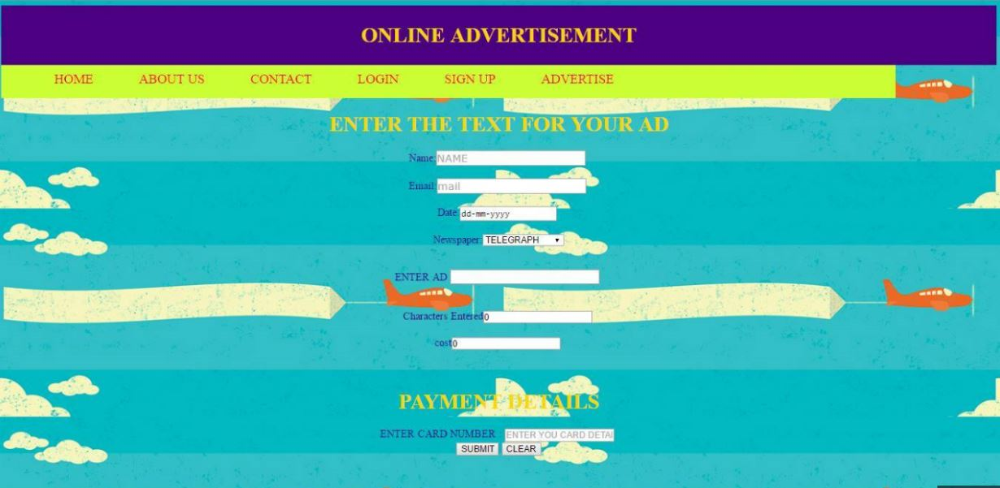 ONLINE ADVERTISEMENT
HOME ABOUT US CONTACT LOGIN SIGN UP ADVERTISE
ENTER THE TEXT FOR YOUR AD
Name: NAME
Email: mail
Date: dd-mm-yyyy
Newspaper: TELEGRAPH
ENTER AD
Characters Entered 0
cost 0
PAYMENT DETAILS
ENTER CARD NUMBER ENTER YOU CARD DETAI
SUBMIT CLEAR